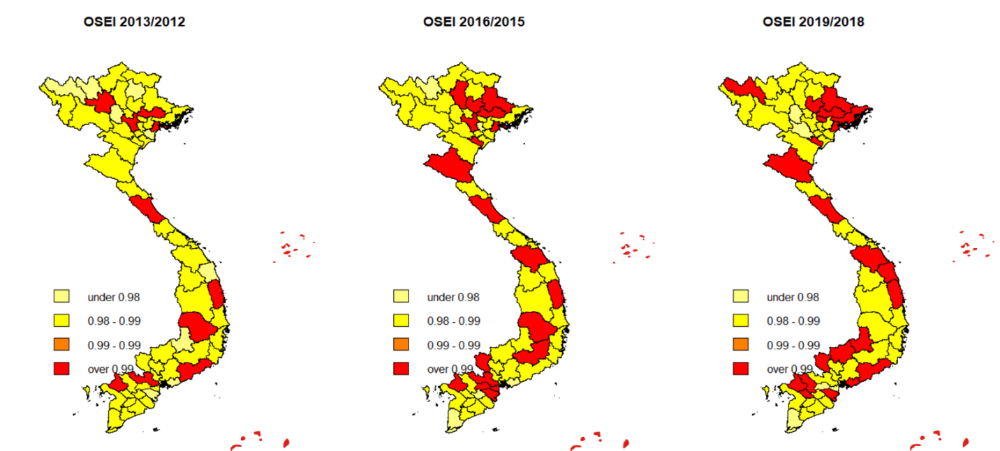 OSEI 2013/2012
under 0.98
0.98 - 0.99
0.99 - 0.99
over 0.99
OSEI 2016/2015
under 0.98
0.98 - 0.99
0.99 - 0.99
over 0.99
OSEI 2019/2018
under 0.98
0.98 - 0.99
0.99 - 0.99
over 0.99